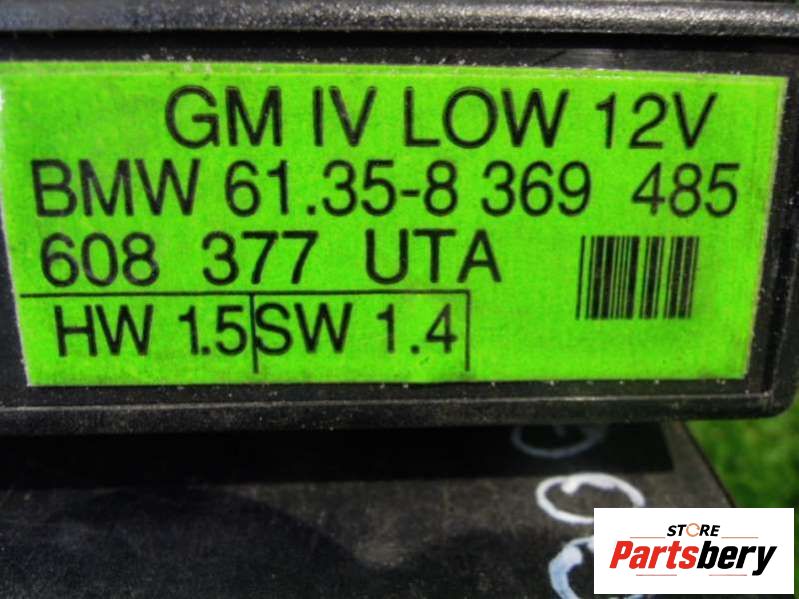 GM IV LOW 12V
BMW 61.35-8 369 485
608 377 UTA
HW 1.5 SW 1.4
STORE
Partsbery